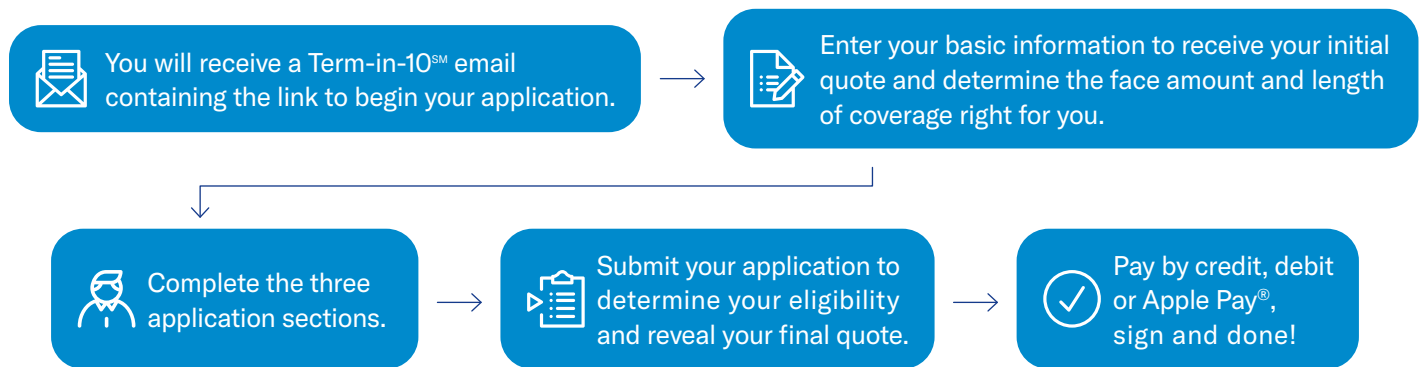 You will receive a Term-in-10℠ email
containing the link to begin your application.
Enter your basic information to receive your initial
quote and determine the face amount and length
of coverage right for you.
Complete the three
application sections.
Submit your application to
determine your eligibility
and reveal your final quote.
Pay by credit, debit
or Apple Pay®,
sign and done!